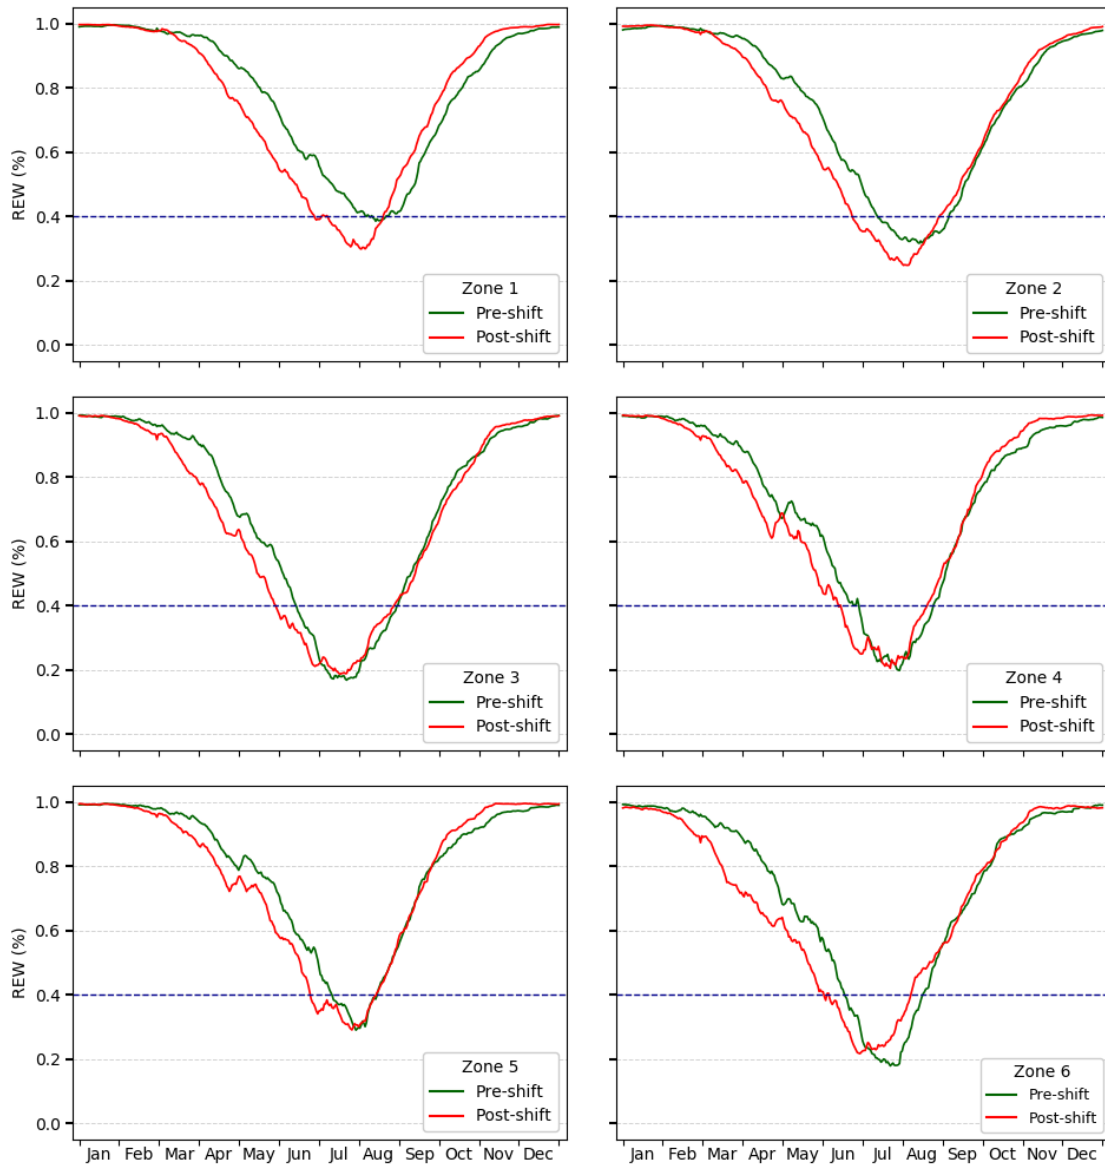 1.0
0.8
0.6
0.4
0.2
0.0
REW (%)
Zone 1
Pre-shift
Post-shift
Zone 2
Pre-shift
Post-shift
1.0
0.8
0.6
0.4
0.2
0.0
REW (%)
Zone 3
Pre-shift
Post-shift
Zone 4
Pre-shift
Post-shift
1.0
0.8
0.6
0.4
0.2
0.0
REW (%)
Zone 5
Pre-shift
Post-shift
Zone 6
Pre-shift
Post-shift
Jan Feb Mar Apr May Jun Jul Aug Sep Oct Nov Dec
Jan Feb Mar Apr May Jun Jul Aug Sep Oct Nov Dec